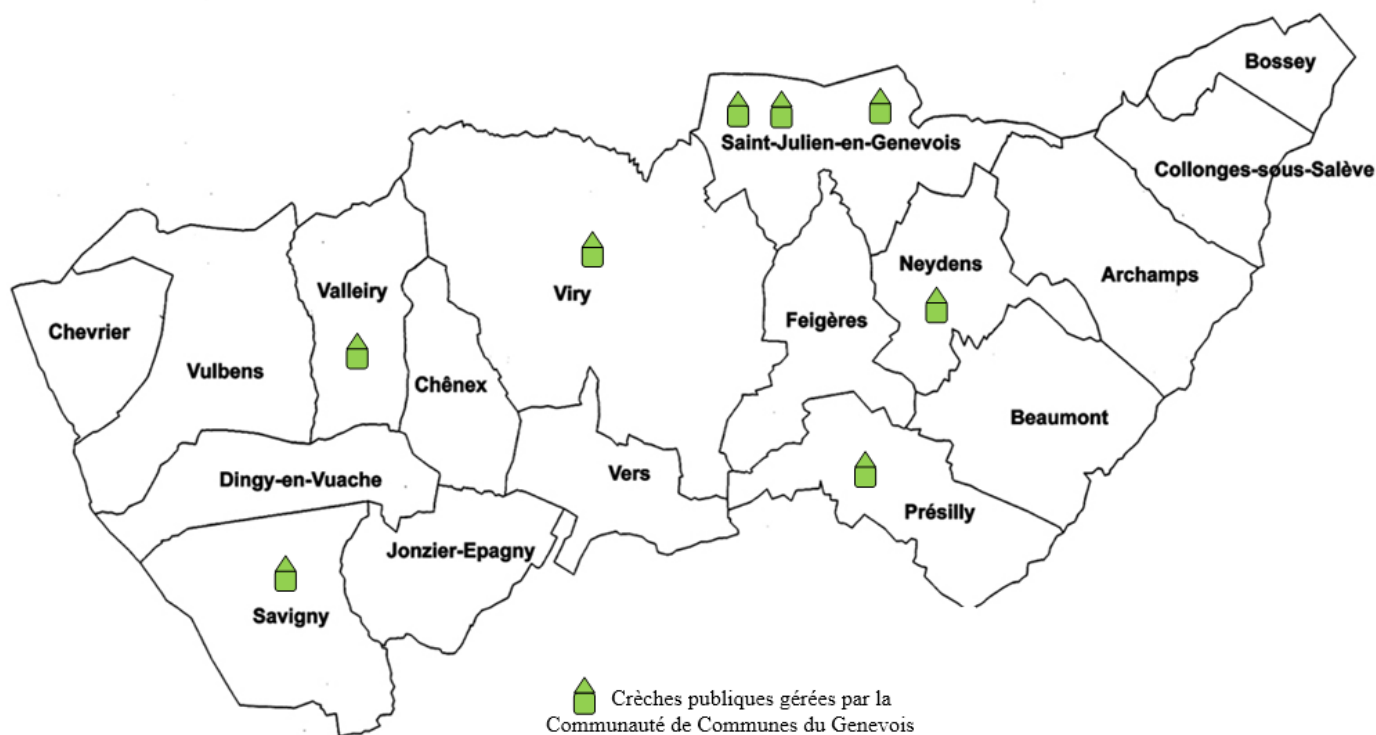 Bossey
Saint-Julien-en-Genevois
Collonges-sous-Salève
Neydens
Archamps
Valleiry
Viry
Feigères
Chevrier
Vulbens
Chênex
Beaumont
Dingy-en-Vuache
Vers
Présilly
Jonzier-Epagny
Savigny
Crèches publiques gérées par la
Communauté de Communes du Genevois